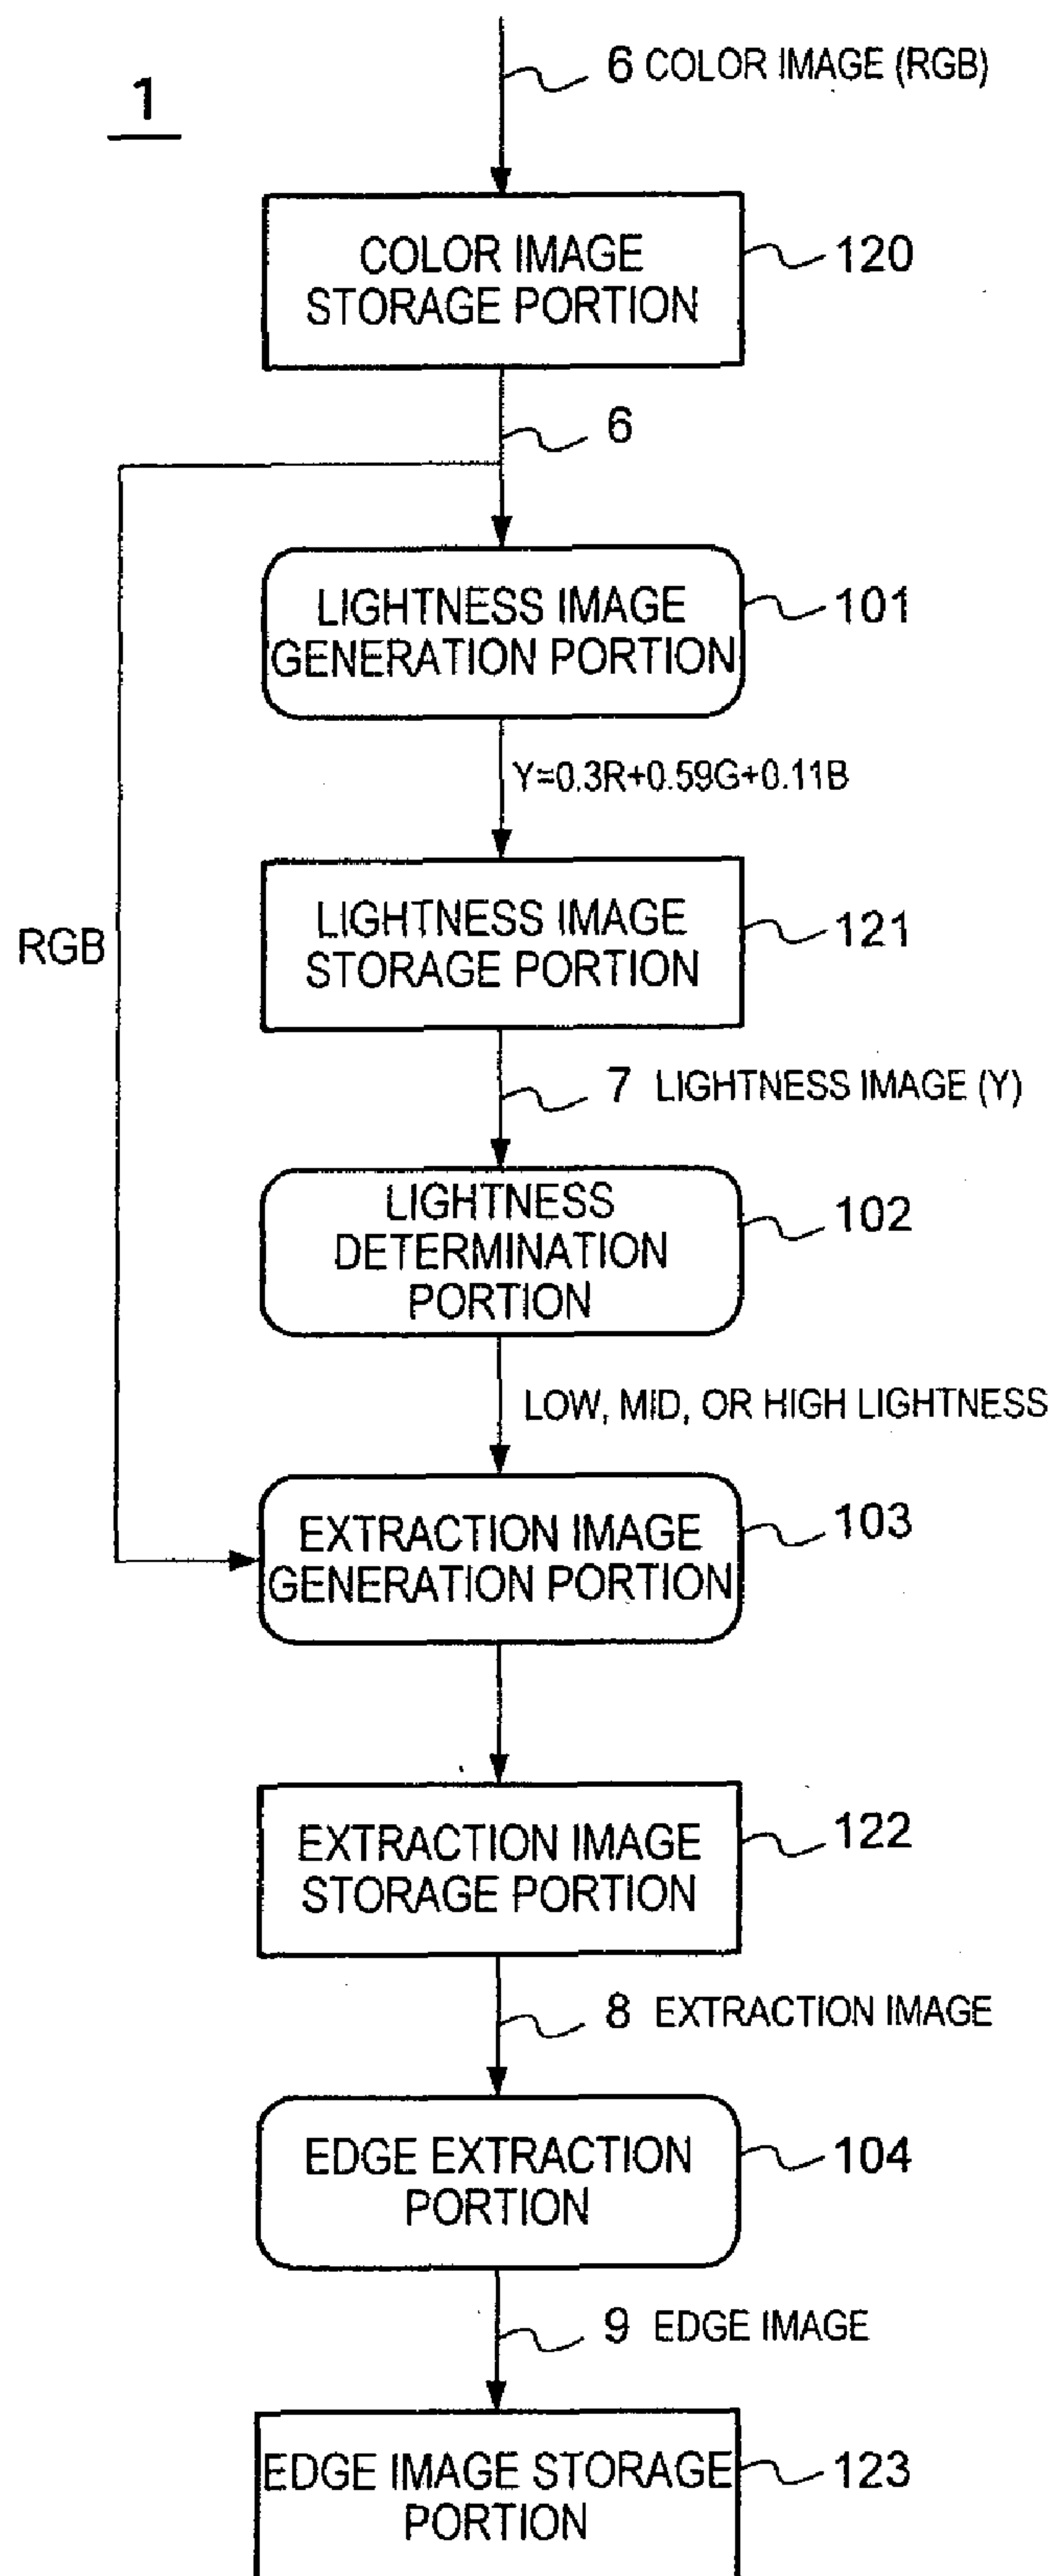 6 COLOR IMAGE (RGB)
1
COLOR IMAGE
STORAGE PORTION
120
6
LIGHTNESS IMAGE
GENERATION PORTION
101
Y=0.3R+0.59G+0.11B
LIGHTNESS IMAGE
STORAGE PORTION
121
RGB
7 LIGHTNESS IMAGE (Y)
LIGHTNESS
DETERMINATION
PORTION
102
LOW, MID, OR HIGH LIGHTNESS
EXTRACTION IMAGE
GENERATION PORTION
103
EXTRACTION IMAGE
STORAGE PORTION
122
8 EXTRACTION IMAGE
EDGE EXTRACTION
PORTION
104
9 EDGE IMAGE
EDGE IMAGE STORAGE
PORTION
123